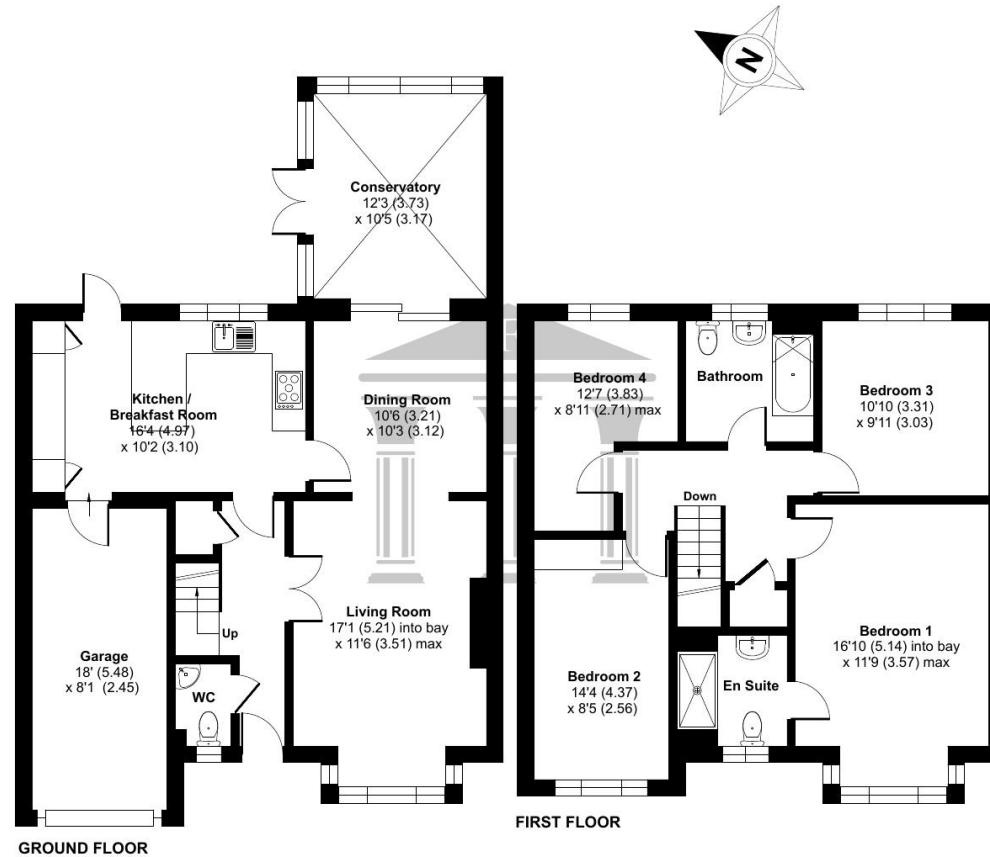 N
Conservatory
12'3 (3.73)
x 10'5 (3.17)
Kitchen /
Breakfast Room
16'4 (4.97)
x 10'2 (3.10)
Dining Room
10'6 (3.21)
x 10'3 (3.12)
Living Room
17'1 (5.21) into bay
x 11'6 (3.51) max
Up
WC
Garage
18' (5.48)
x 8'1 (2.45)
GROUND FLOOR
Bedroom 4
12'7 (3.83)
x 8'11 (2.71) max
Bathroom
Bedroom 3
10'10 (3.31)
x 9'11 (3.03)
Down
Bedroom 1
16'10 (5.14) into bay
x 11'9 (3.57) max
Bedroom 2
14'4 (4.37)
x 8'5 (2.56)
En Suite
FIRST FLOOR